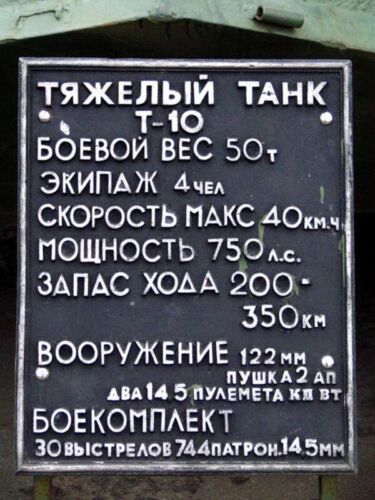 ТЯЖЕЛЫЙ ТАНК
Т-10
БОЕВОЙ ВЕС 50т
ЭКИПАЖ 4чел
СКОРОСТЬ МАКС 40км.ч
МОЩНОСТЬ 750 л.с.
ЗАПАС ХОДА 200-
350км
ВООРУЖЕНИЕ 122мм
ПУШКА 2 АП
ДВА 14.5 ПУЛЕМЕТА КП ВТ
БОЕКОМПЛЕКТ
30 ВЫСТРЕЛОВ 744 ПАТРОН. 14.5мм